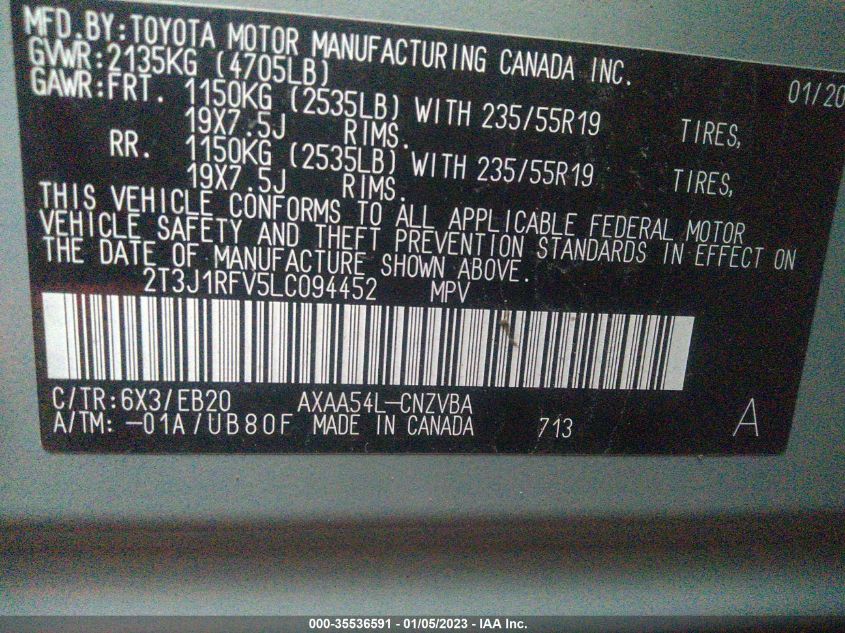 MFD.BY:TOYOTA MOTOR MANUFACTURING CANADA INC.
GVWR:2135KG (4705LB) 01/20
GAWR:FRT. 1150KG (2535LB) WITH 235/55R19 TIRES,
19X7.5J RIMS.
RR. 1150KG (2535LB) WITH 235/55R19 TIRES,
19X7.5J RIMS.
THIS VEHICLE CONFORMS TO ALL APPLICABLE FEDERAL MOTOR
VEHICLE SAFETY AND THEFT PREVENTION STANDARDS IN EFFECT ON
THE DATE OF MANUFACTURE SHOWN ABOVE.
2T3J1RFV5LC094452 MPV
C/TR:6X3/EB20 AXAA54L-CNZVBA
A/TM:-01A/UB80F MADE IN CANADA 713 A
000-35536591 - 01/05/2023 - IAA Inc.